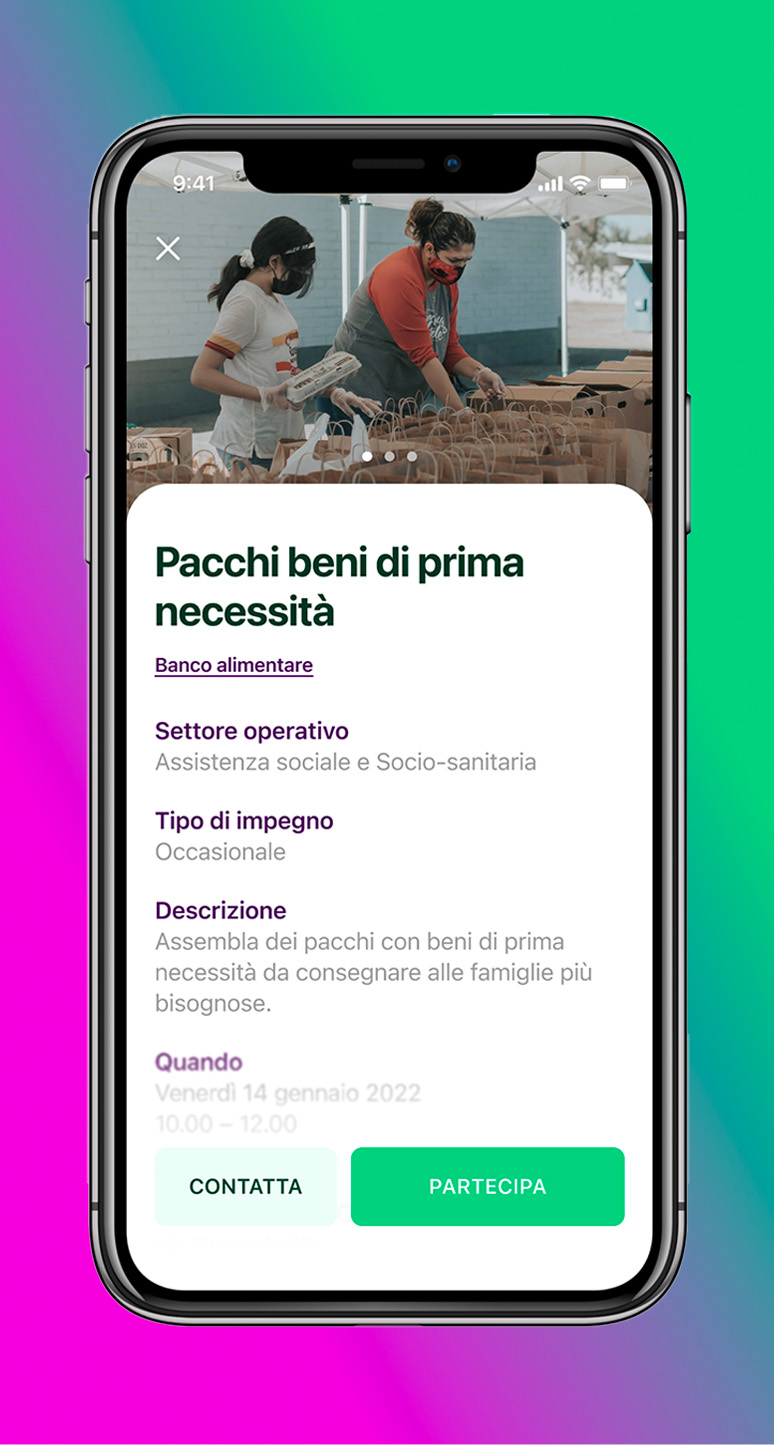 9:41
Pacchi beni di prima
necessità
Banco alimentare
Settore operativo
Assistenza sociale e Socio-sanitaria
Tipo di impegno
Occasionale
Descrizione
Assembla dei pacchi con beni di prima
necessità da consegnare alle famiglie più
bisognose.
Quando
Venerdì 14 gennaio 2022
10.00 – 12.00
CONTATTA
PARTECIPA